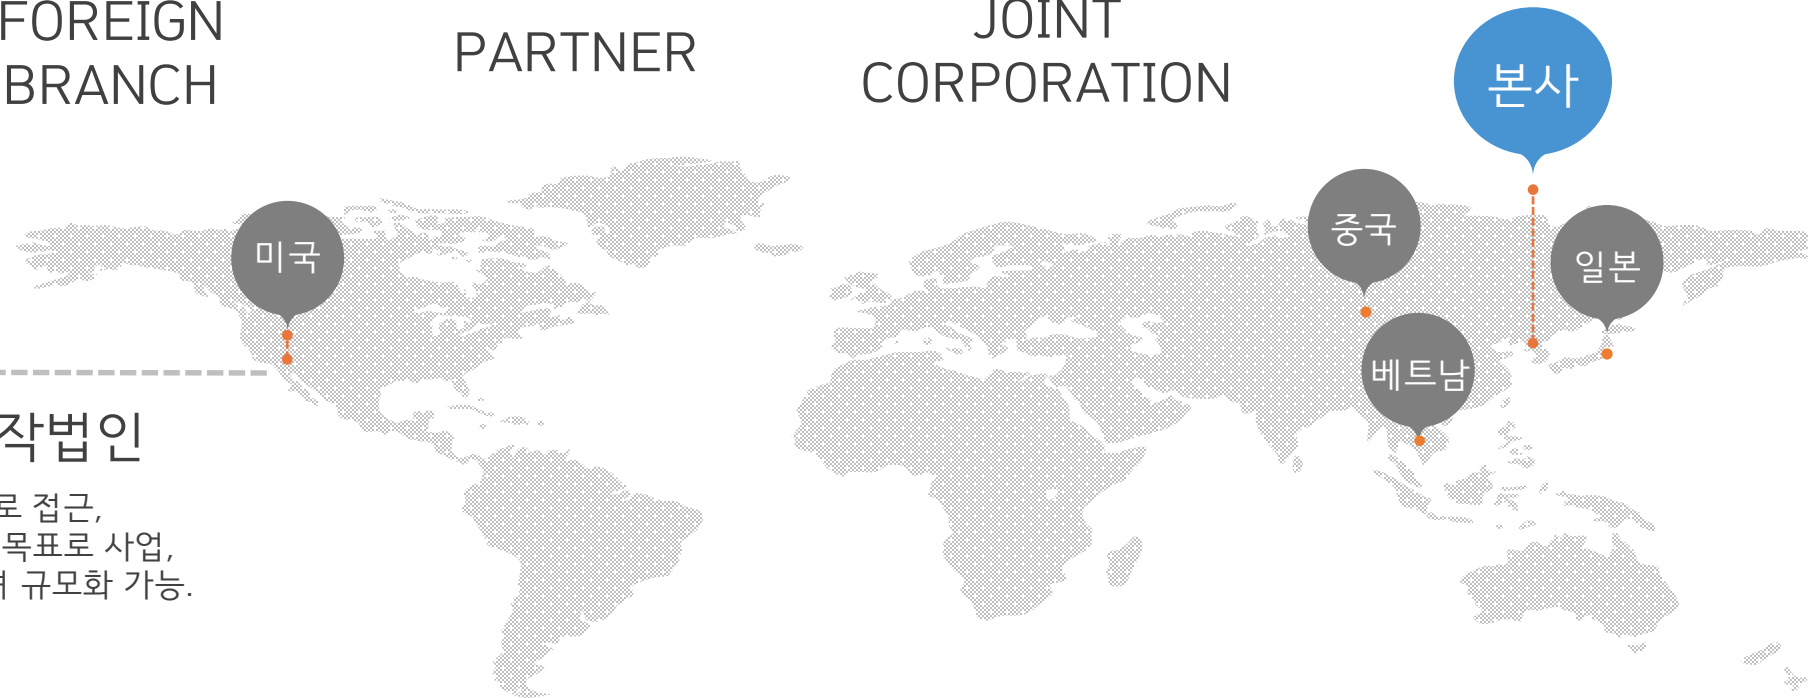 FOREIGN
BRANCH
PARTNER
JOINT
CORPORATION
본사
중국
미국
일본
베트남
작법인
로 접근,
목표로 사업,
규모화 가능.